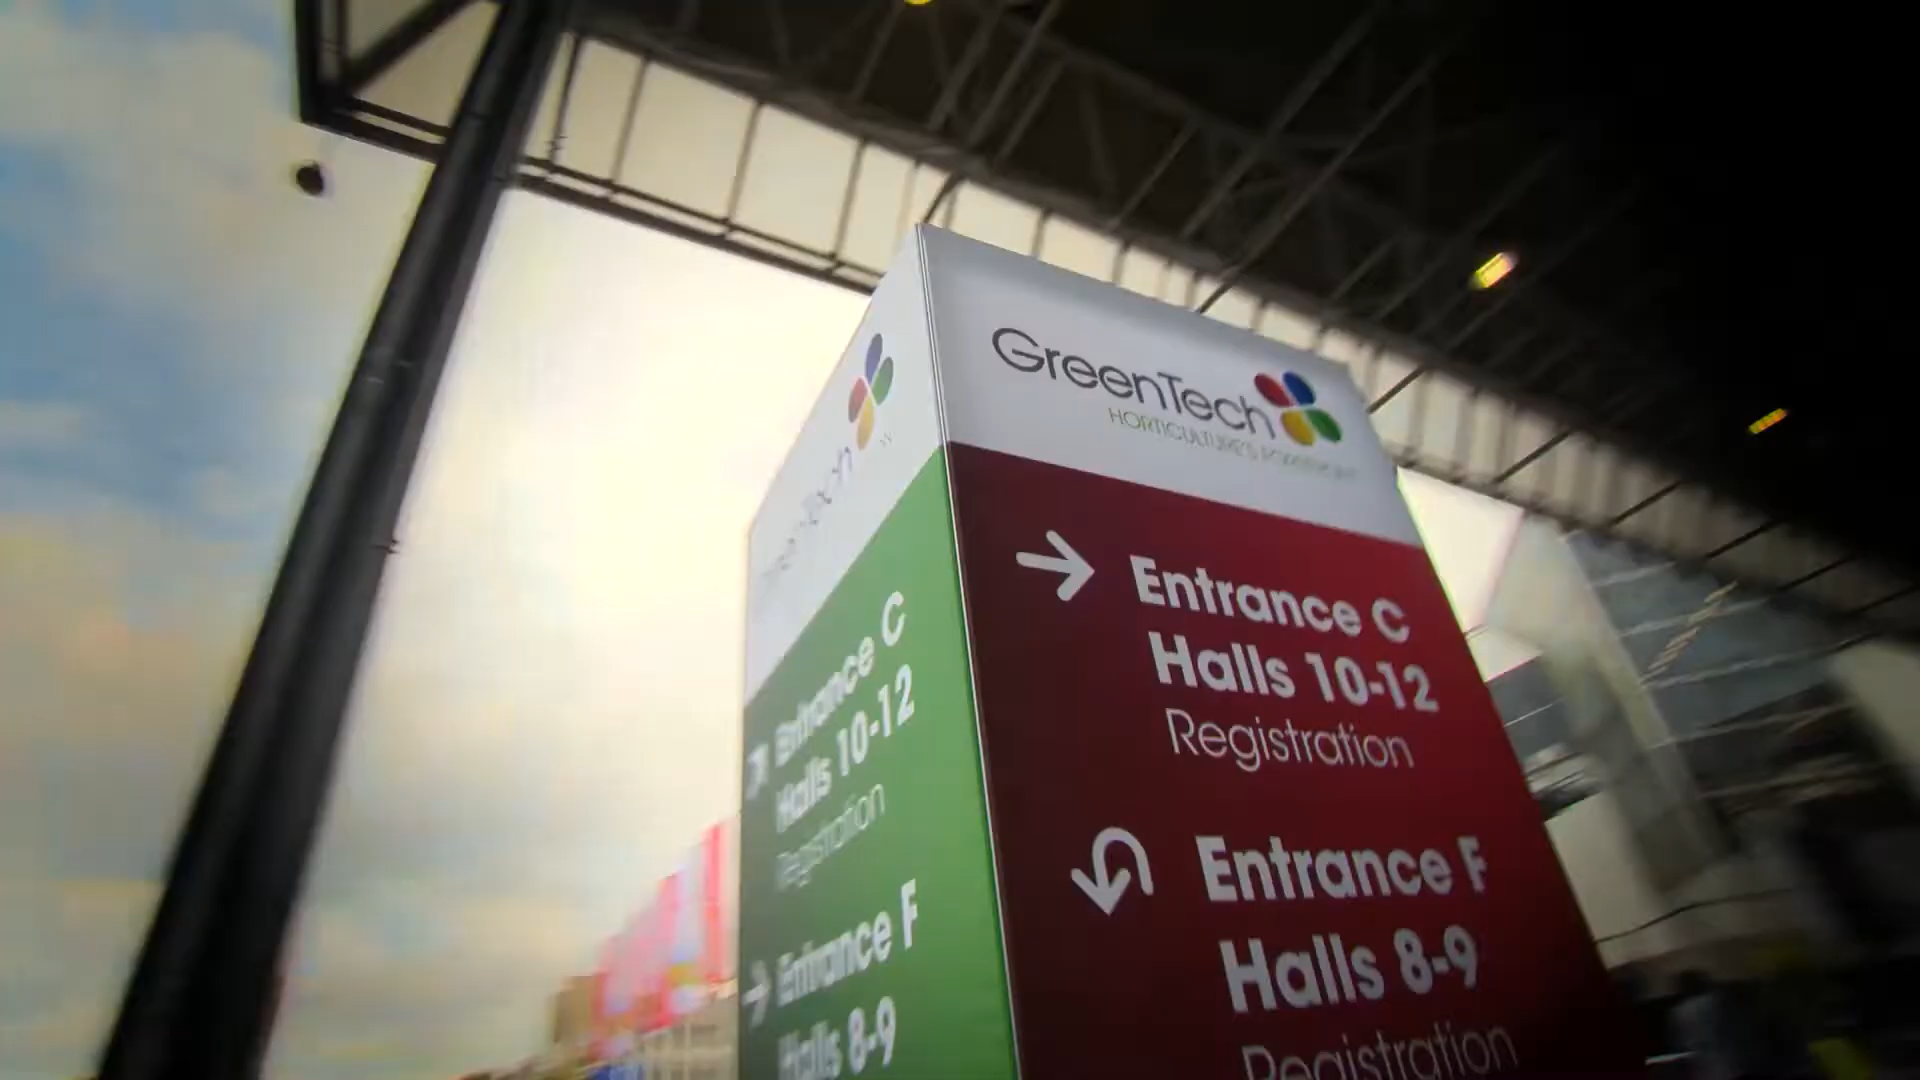 GreenTech
HORTICULTURE'S
Entrance C
Halls 10-12
Registration
Entrance F
Halls 8-9
Registration
Entrance C
Halls 10-12
Registration
Entrance F
Halls 8-9